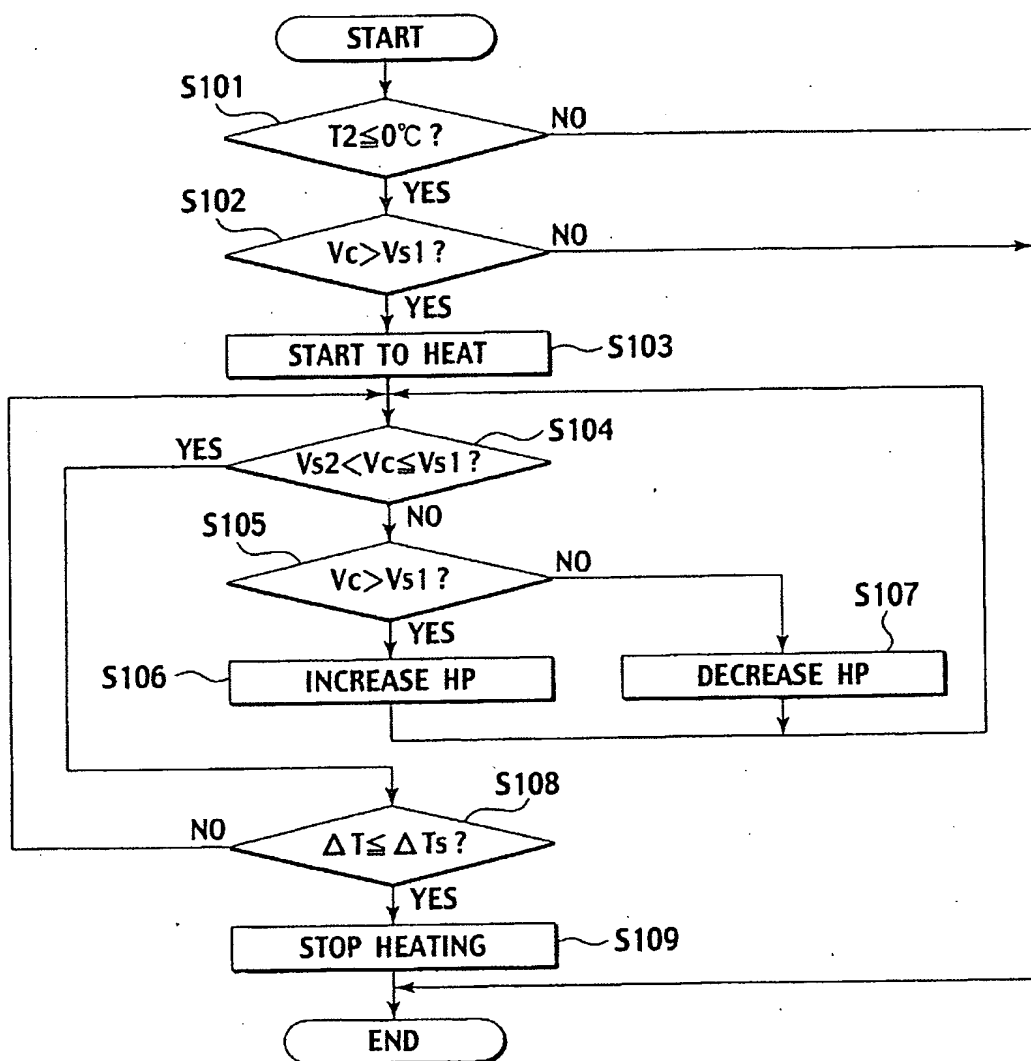 START
S101
T2≦0℃ ?
NO
YES
S102
Vc>Vs1 ?
NO
YES
START TO HEAT
S103
S104
YES
Vs2<Vc≦Vs1 ?
NO
S105
Vc>Vs1 ?
NO
YES
S107
S106
INCREASE HP
DECREASE HP
S108
NO
△T≦△Ts ?
YES
STOP HEATING
S109
END